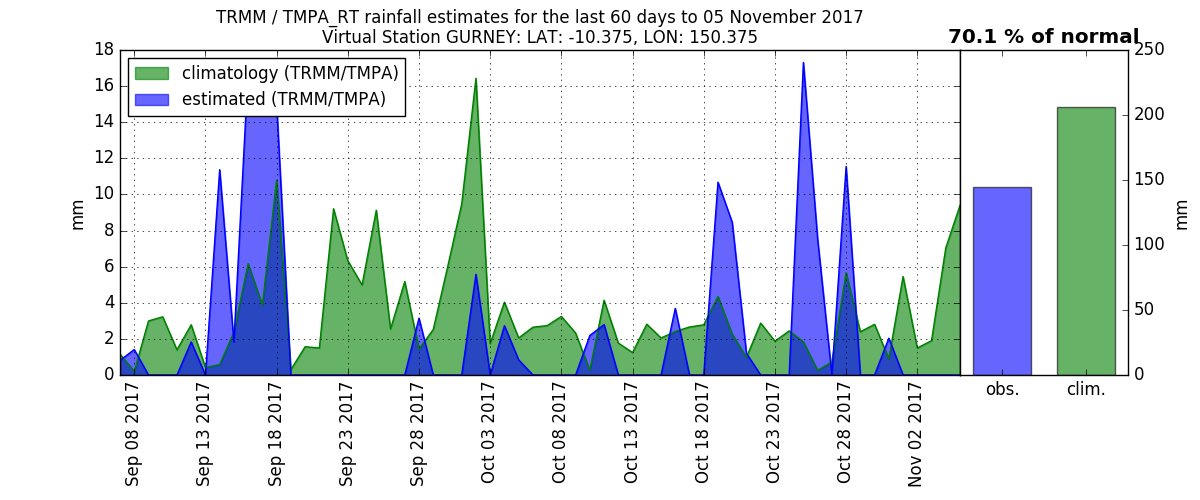 TRMM / TMPA_RT rainfall estimates for the last 60 days to 05 November 2017
Virtual Station GURNEY: LAT: -10.375, LON: 150.375
70.1 % of normal
climatology (TRMM/TMPA)
estimated (TRMM/TMPA)
mm
18
16
14
12
10
8
6
4
2
0
Sep 08 2017
Sep 13 2017
Sep 18 2017
Sep 23 2017
Sep 28 2017
Oct 03 2017
Oct 08 2017
Oct 13 2017
Oct 18 2017
Oct 23 2017
Oct 28 2017
Nov 02 2017
obs.
clim.
250
200
150
100
50
0
mm